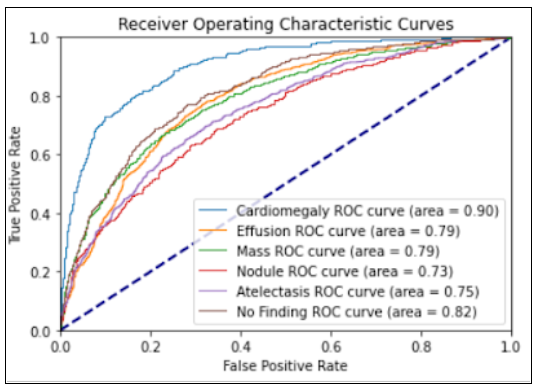 Receiver Operating Characteristic Curves
1.0
0.8
0.6
0.4
0.2
0.0
True Positive Rate
Cardiomegaly ROC curve (area = 0.90)
Effusion ROC curve (area = 0.79)
Mass ROC curve (area = 0.79)
Nodule ROC curve (area = 0.73)
Atelectasis ROC curve (area = 0.75)
No Finding ROC curve (area = 0.82)
0.0 0.2 0.4 0.6 0.8 1.0
False Positive Rate